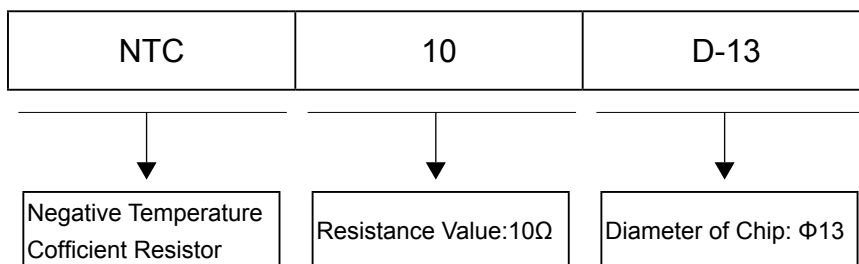 NTC 10 D-13
Negative Temperature
Cofficient Resistor
Resistance Value:10Ω
Diameter of Chip: Φ13